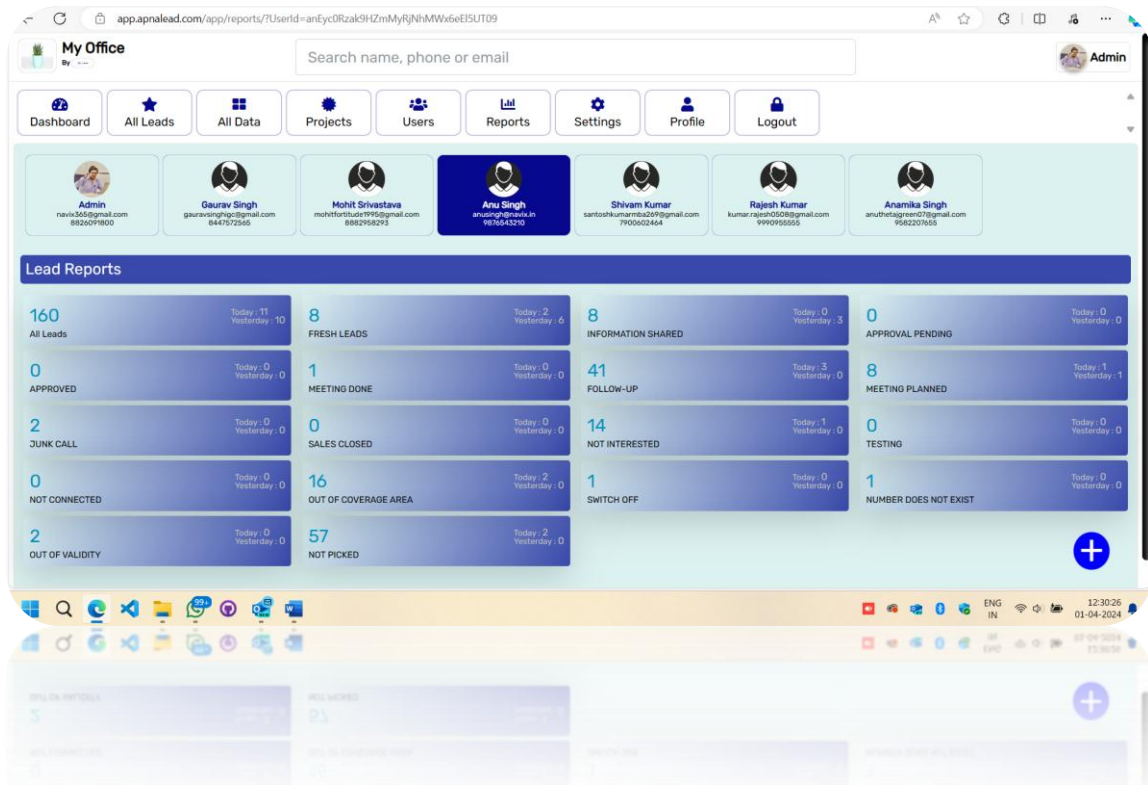 app.apnalead.com/app/reports/?UserId=anEyc0Rzak9HZmMyRjNhMWx6eEI5UT09
My Office
By
Search name, phone or email
Admin
Dashboard
All Leads
All Data
Projects
Users
Reports
Settings
Profile
Logout
Admin
navix365@gmail.com
8826091800
Gaurav Singh
gauravsinghigc@gmail.com
8447572565
Mohit Srivastava
mohitfortitude1995@gmail.com
8882958293
Anu Singh
anusingh@navix.in
9876543210
Shivam Kumar
santoshkumarmba269@gmail.com
7900602464
Rajesh Kumar
kumar.rajesh0508@gmail.com
9990955555
Anamika Singh
anuthetajgreen07@gmail.com
9582207655
Lead Reports
160
All Leads
Today : 11
Yesterday : 10
8
FRESH LEADS
Today : 2
Yesterday : 6
8
INFORMATION SHARED
Today : 0
Yesterday : 3
0
APPROVAL PENDING
Today : 0
Yesterday : 0
0
APPROVED
Today : 0
Yesterday : 0
1
MEETING DONE
Today : 0
Yesterday : 0
41
FOLLOW-UP
Today : 3
Yesterday : 0
8
MEETING PLANNED
Today : 1
Yesterday : 1
2
JUNK CALL
Today : 0
Yesterday : 0
0
SALES CLOSED
Today : 0
Yesterday : 0
14
NOT INTERESTED
Today : 1
Yesterday : 0
0
TESTING
Today : 0
Yesterday : 0
0
NOT CONNECTED
Today : 0
Yesterday : 0
16
OUT OF COVERAGE AREA
Today : 2
Yesterday : 0
1
SWITCH OFF
Today : 0
Yesterday : 0
1
NUMBER DOES NOT EXIST
Today : 0
Yesterday : 0
2
OUT OF VALIDITY
Today : 0
Yesterday : 0
57
NOT PICKED
Today : 2
Yesterday : 0
99+
ENG
IN
12:30:26
01-04-2024